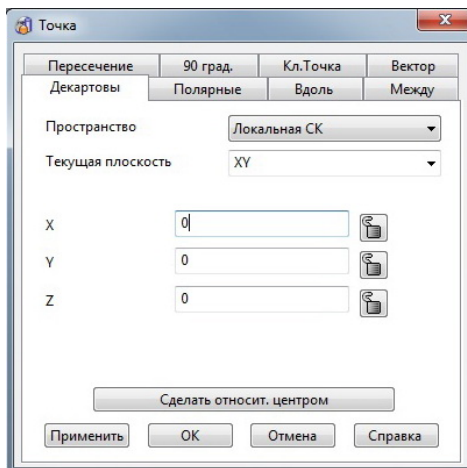 Точка
Пересечение 90 град. Кл.Точка Вектор
Декартовы Полярные Вдоль Между
Пространство Локальная СК
Текущая плоскость XY
X 0
Y 0
Z 0
Сделать относит. центром
Применить ОК Отмена Справка